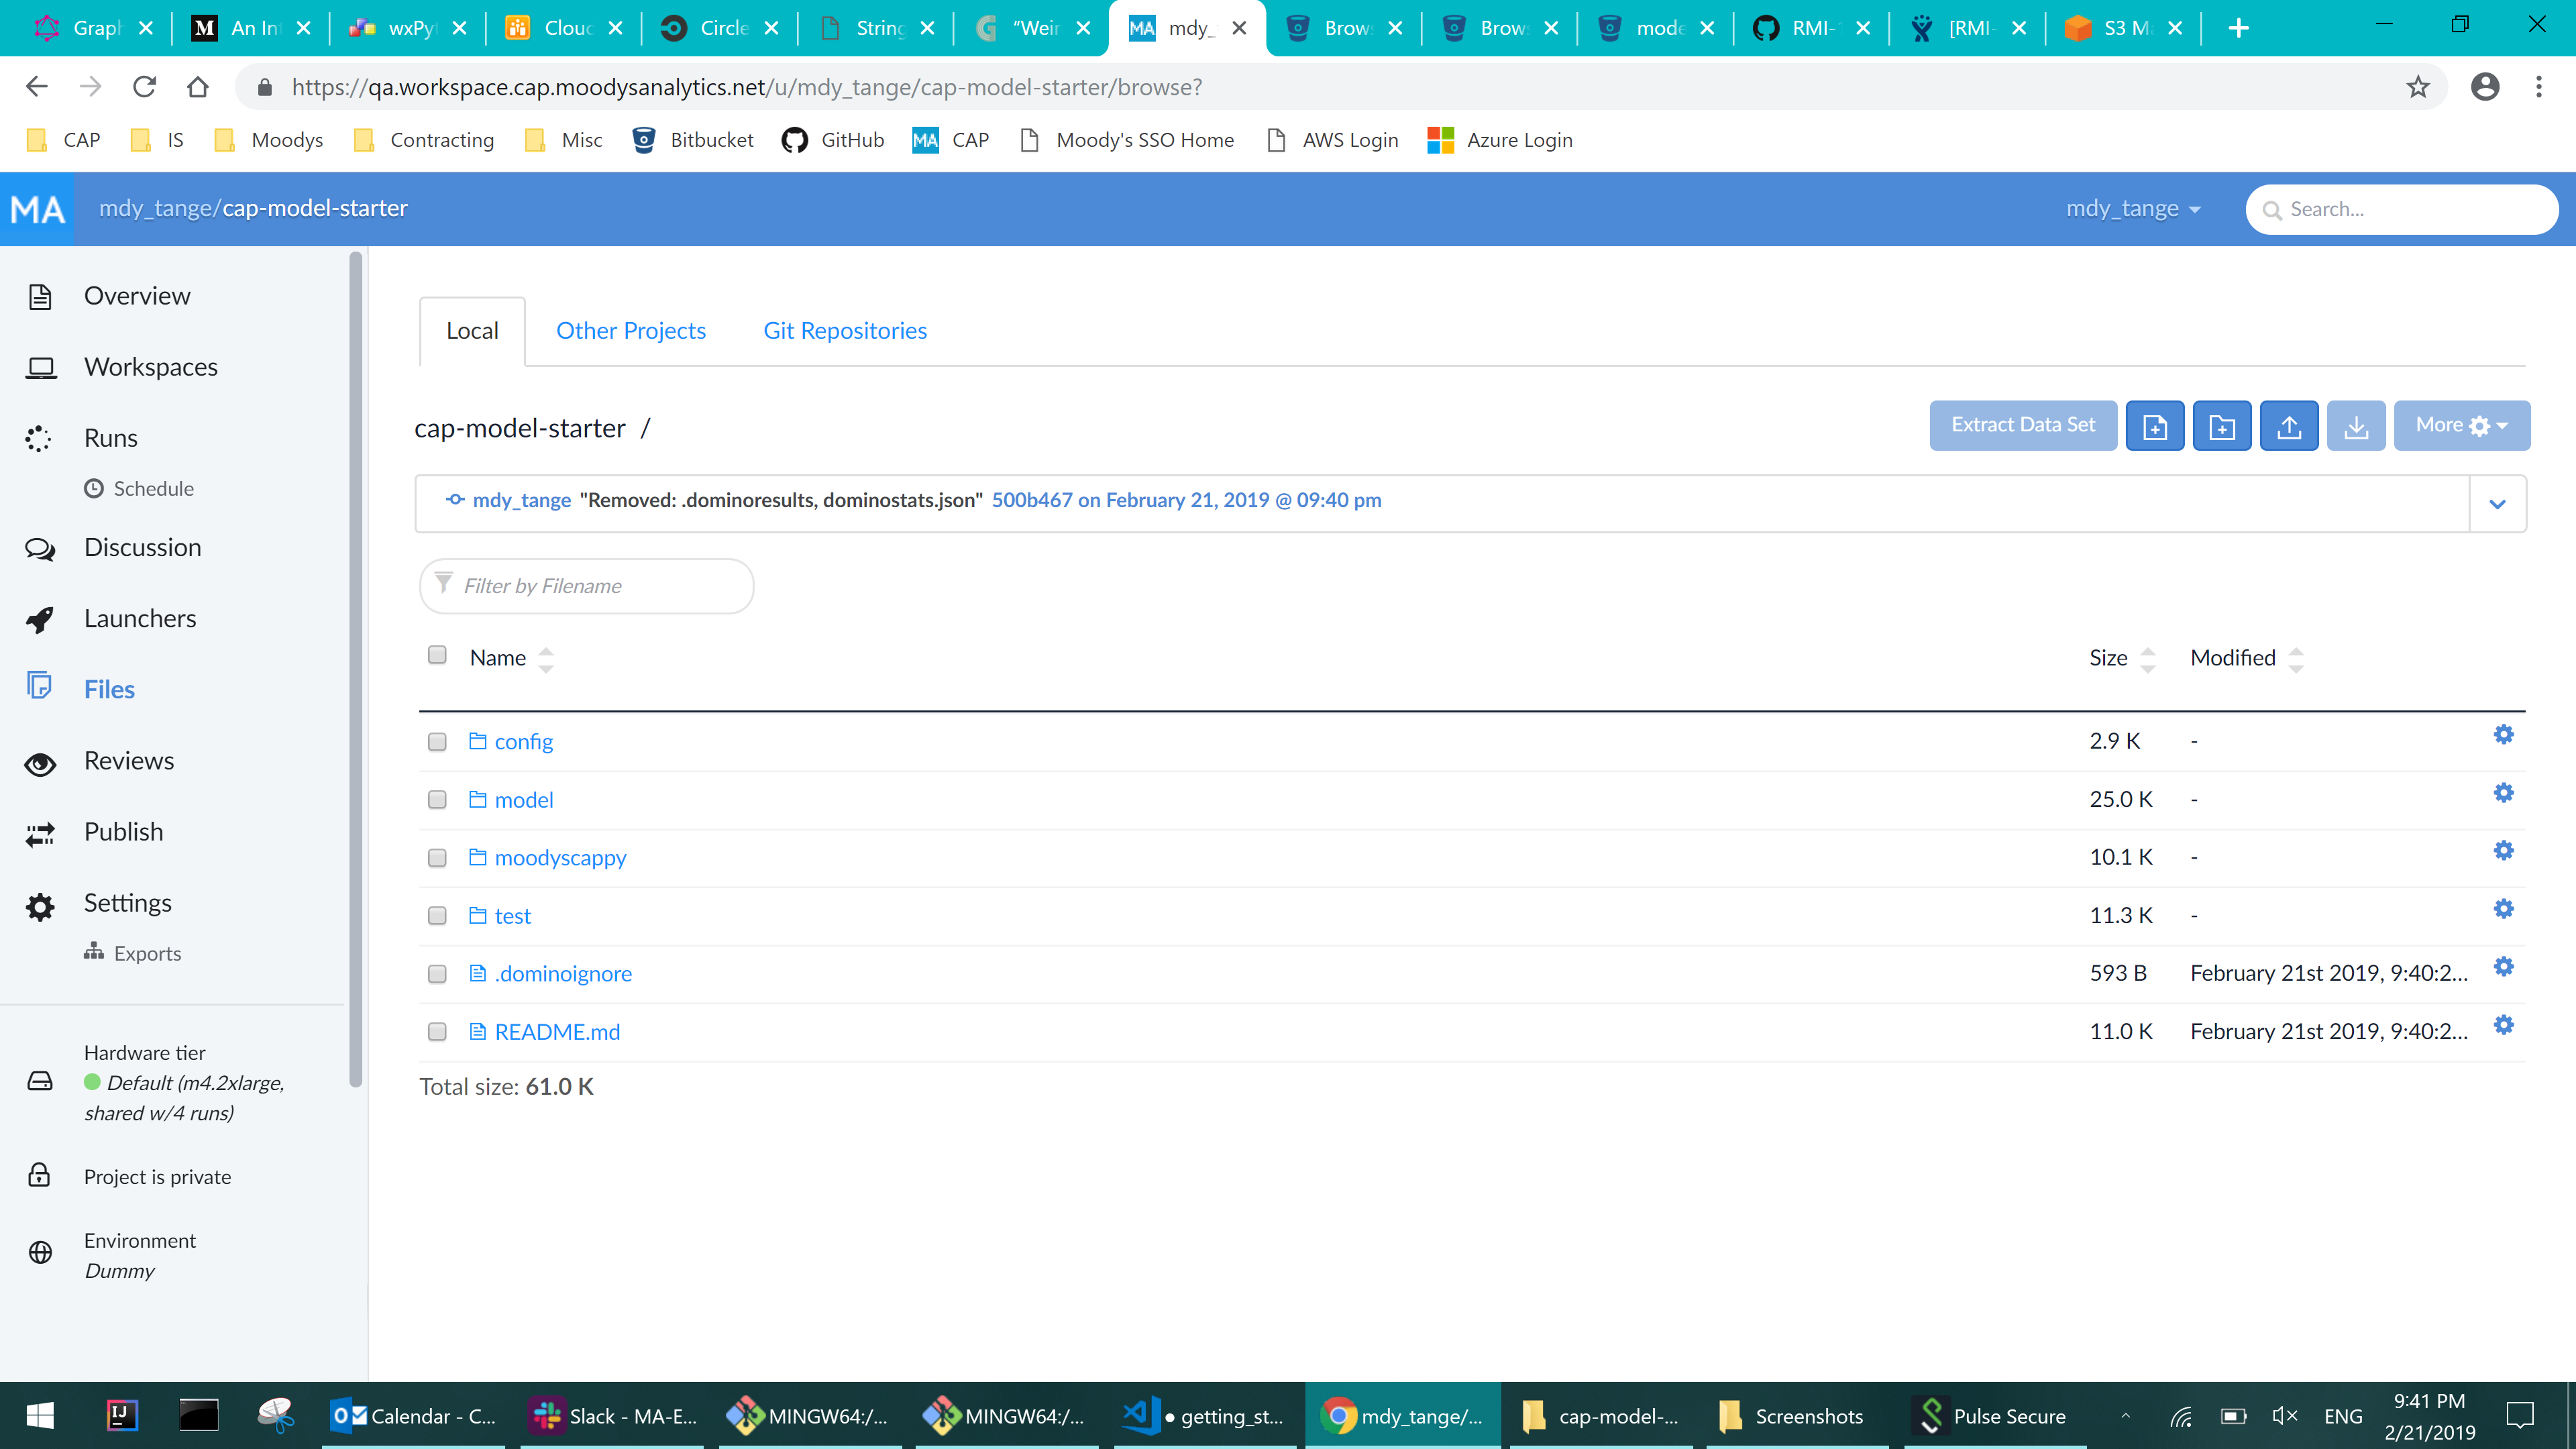 Graph
An Int
wxPyt
Clouc
Circle
String
"Weir
mdy_
Brows
Brows
mode
RMI-
[RMI-
S3 Ma
https://qa.workspace.cap.moodysanalytics.net/u/mdy_tange/cap-model-starter/browse?
CAP IS Moodys Contracting Misc Bitbucket GitHub MA CAP Moody's SSO Home AWS Login Azure Login
MA mdy_tange/cap-model-starter mdy_tange Search...
Overview
Workspaces
Runs
Schedule
Discussion
Launchers
Files
Reviews
Publish
Settings
Exports
Hardware tier
Default (m4.2xlarge,
shared w/4 runs)
Project is private
Environment
Dummy
Local Other Projects Git Repositories
cap-model-starter / Extract Data Set More
mdy_tange "Removed: .dominoresults, dominostats.json" 500b467 on February 21, 2019 @ 09:40 pm
Filter by Filename
Name Size Modified
config 2.9 K -
model 25.0 K -
moodyscappy 10.1 K -
test 11.3 K -
.dominoignore 593 B February 21st 2019, 9:40:2...
README.md 11.0 K February 21st 2019, 9:40:2...
Total size: 61.0 K
Calendar - C... Slack - MA-E... MINGW64:/... MINGW64:/... ● getting_st... mdy_tange/... cap-model-... Screenshots Pulse Secure ENG 9:41 PM
2/21/2019